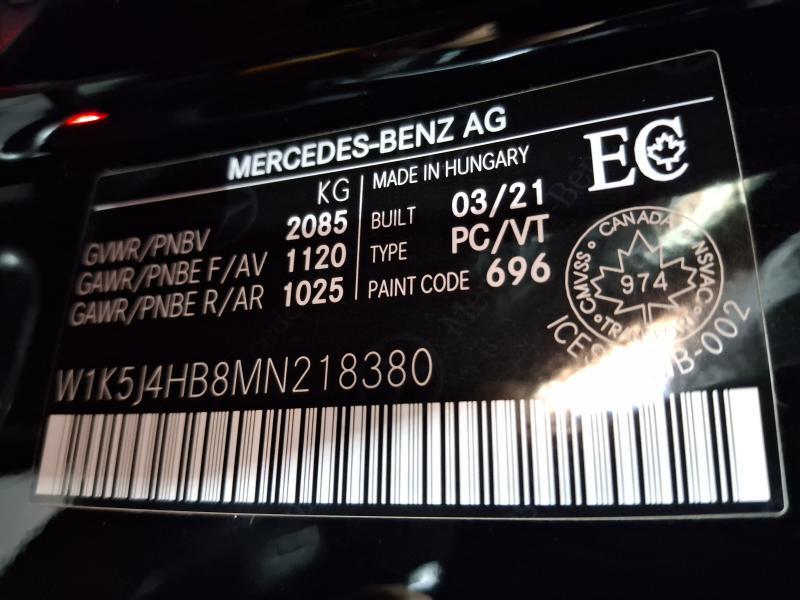 MERCEDES-BENZ AG
KG
GVWR/PNBV 2085
GAWR/PNBE F/AV 1120
GAWR/PNBE R/AR 1025
MADE IN HUNGARY
BUILT 03/21
TYPE PC/VT
PAINT CODE 696
EC
CANADA
NSVAC
CMVSS
974
W1K5J4HB8MN218380